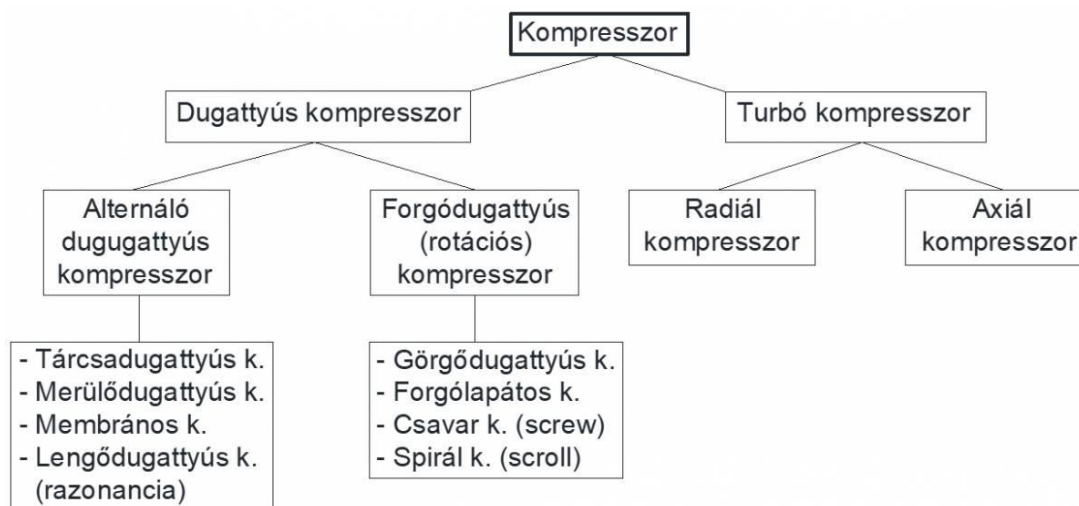 Kompresszor
Dugattyús kompresszor
Turbó kompresszor
Alternáló
dugugattyús
kompresszor
Forgódugattyús
(rotációs)
kompresszor
Radiál
kompresszor
Axiál
kompresszor
- Tárcsadugattyús k.
- Merülődugattyús k.
- Membrános k.
- Lengődugattyús k.
(razonancia)
- Görgődugattyús k.
- Forgólapátos k.
- Csavar k. (screw)
- Spirál k. (scroll)